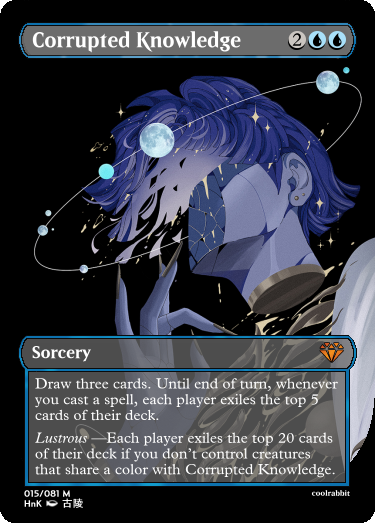 Corrupted Knowledge 2
Sorcery
Draw three cards. Until end of turn, whenever
you cast a spell, each player exiles the top 5
cards of their deck.
Lustrous —Each player exiles the top 20 cards
of their deck if you don't control creatures
that share a color with Corrupted Knowledge.
015/081 M coolrabbit
HnK 古陵